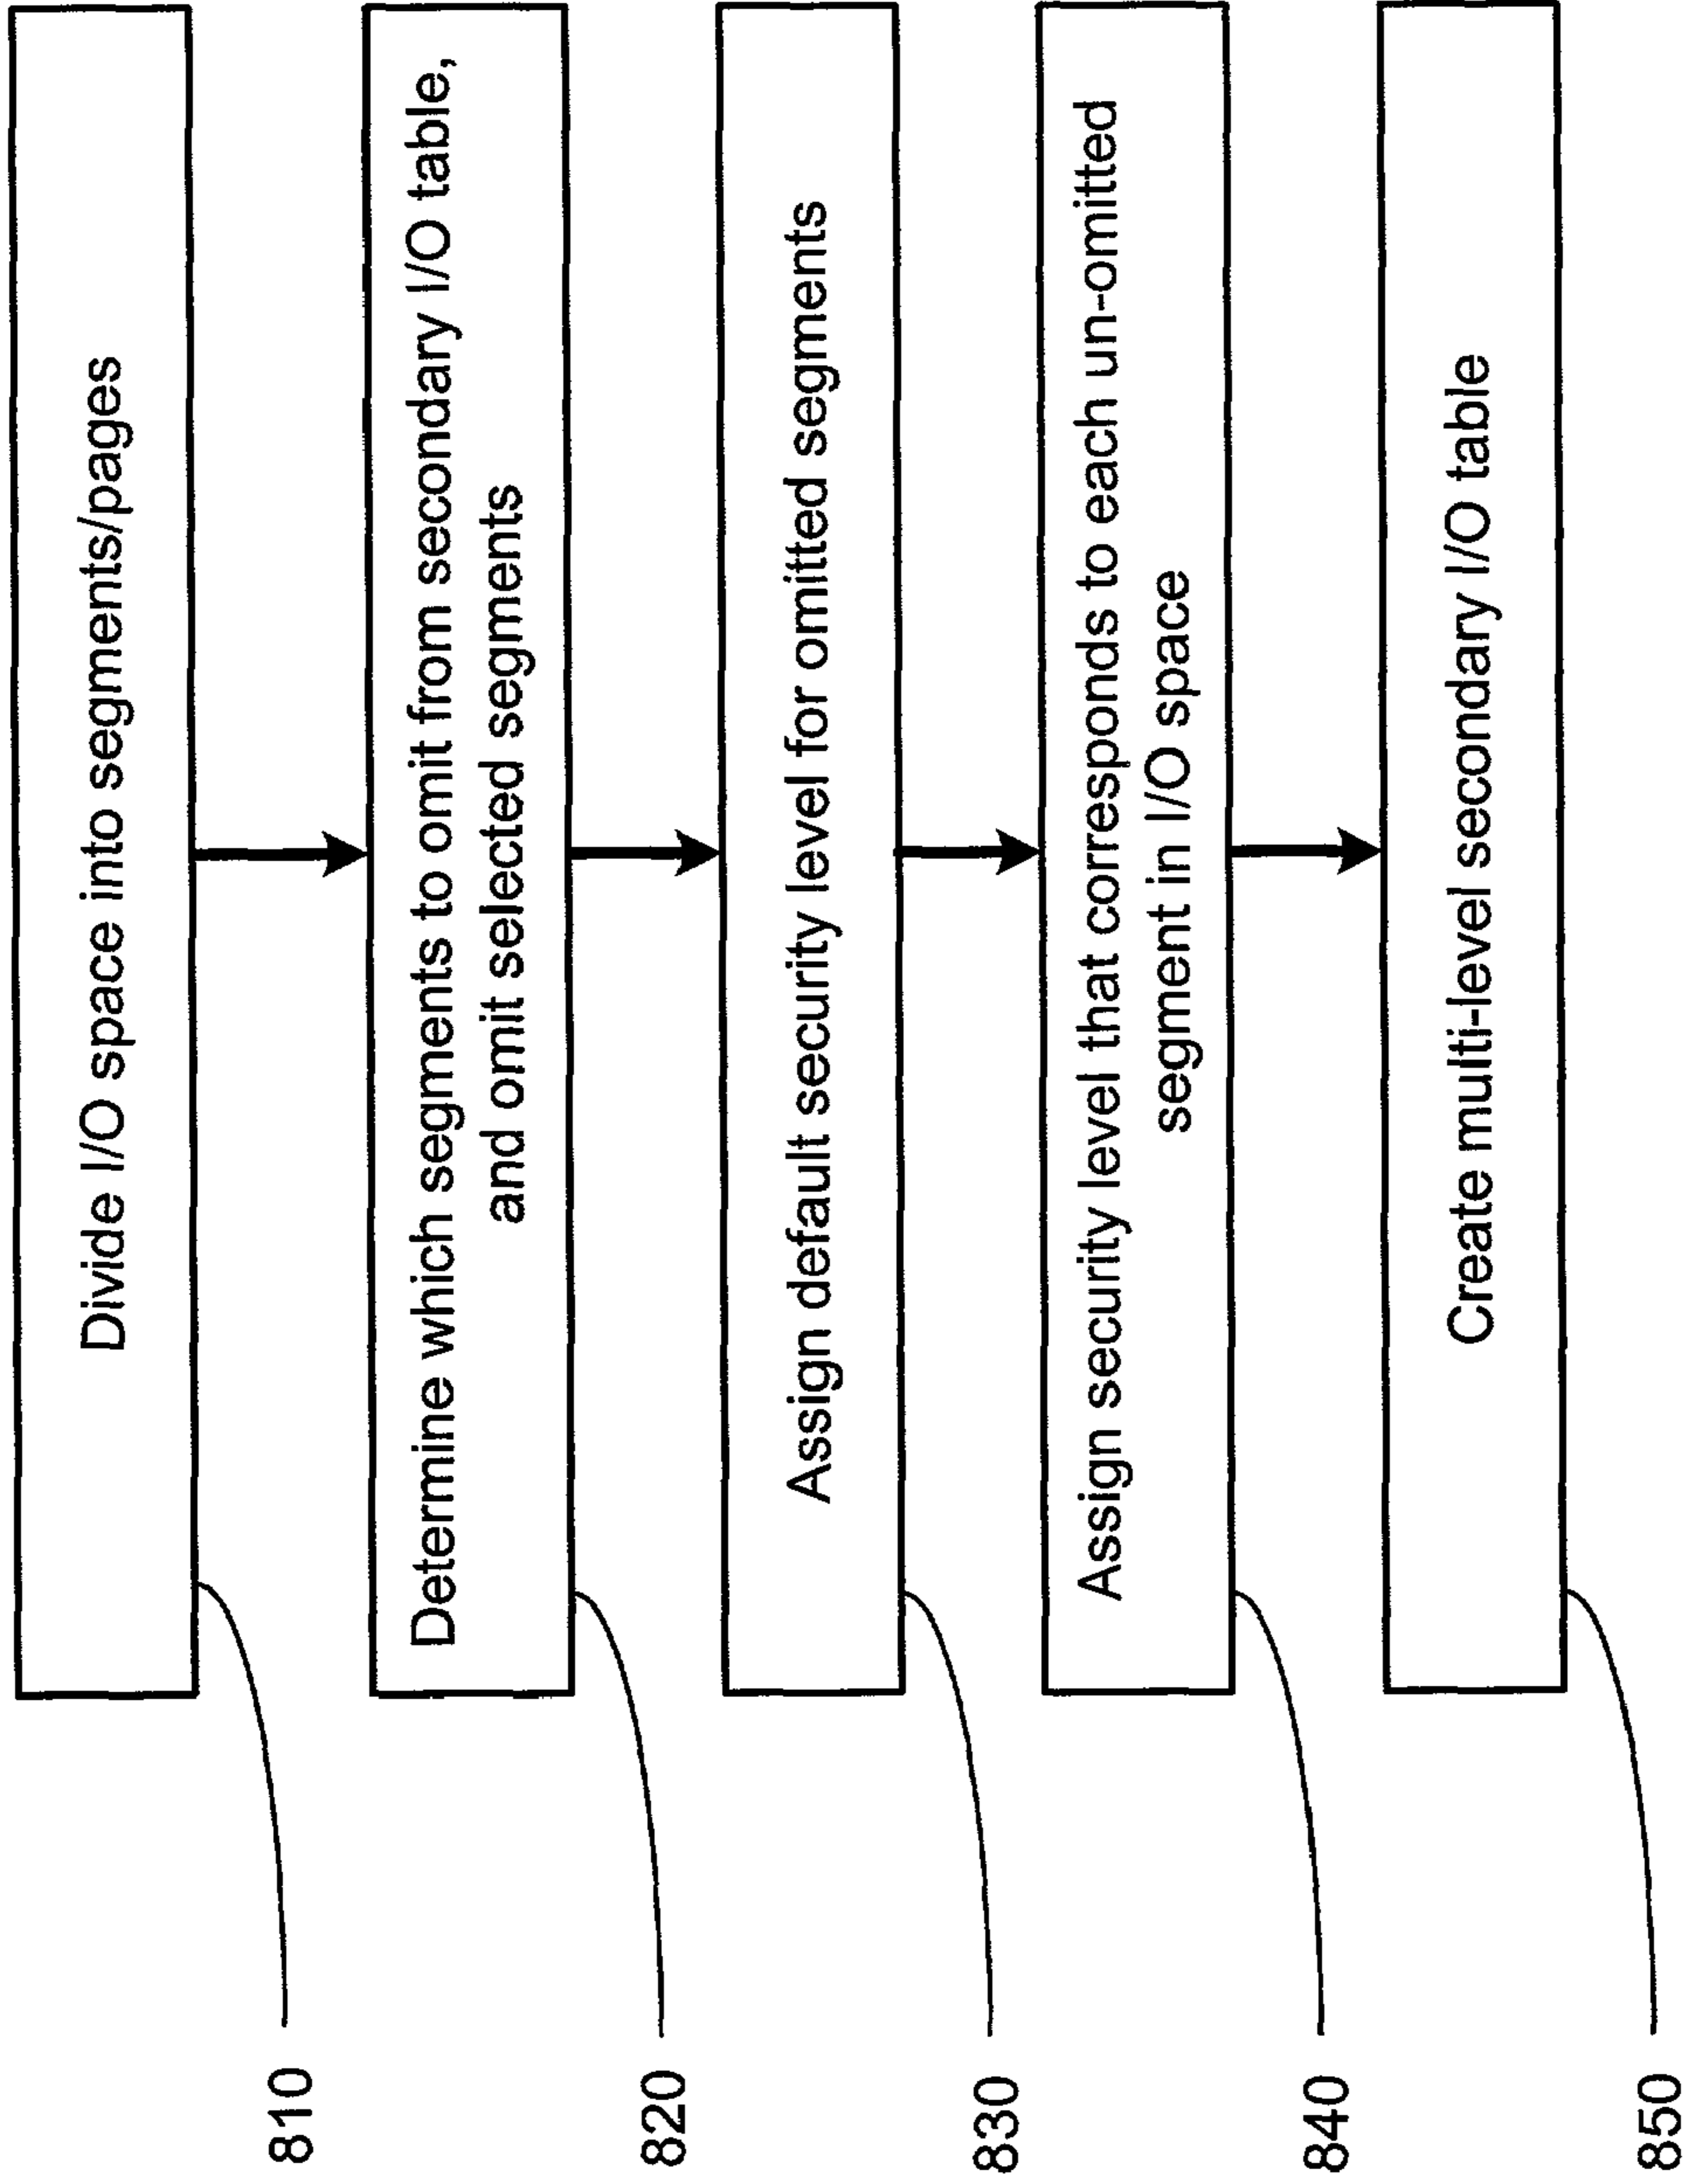 Divide I/O space into segments/pages
810
Determine which segments to omit from secondary I/O table,
and omit selected segments
820
Assign default security level for omitted segments
830
Assign security level that corresponds to each un-omitted
segment in I/O space
840
Create multi-level secondary I/O table
850